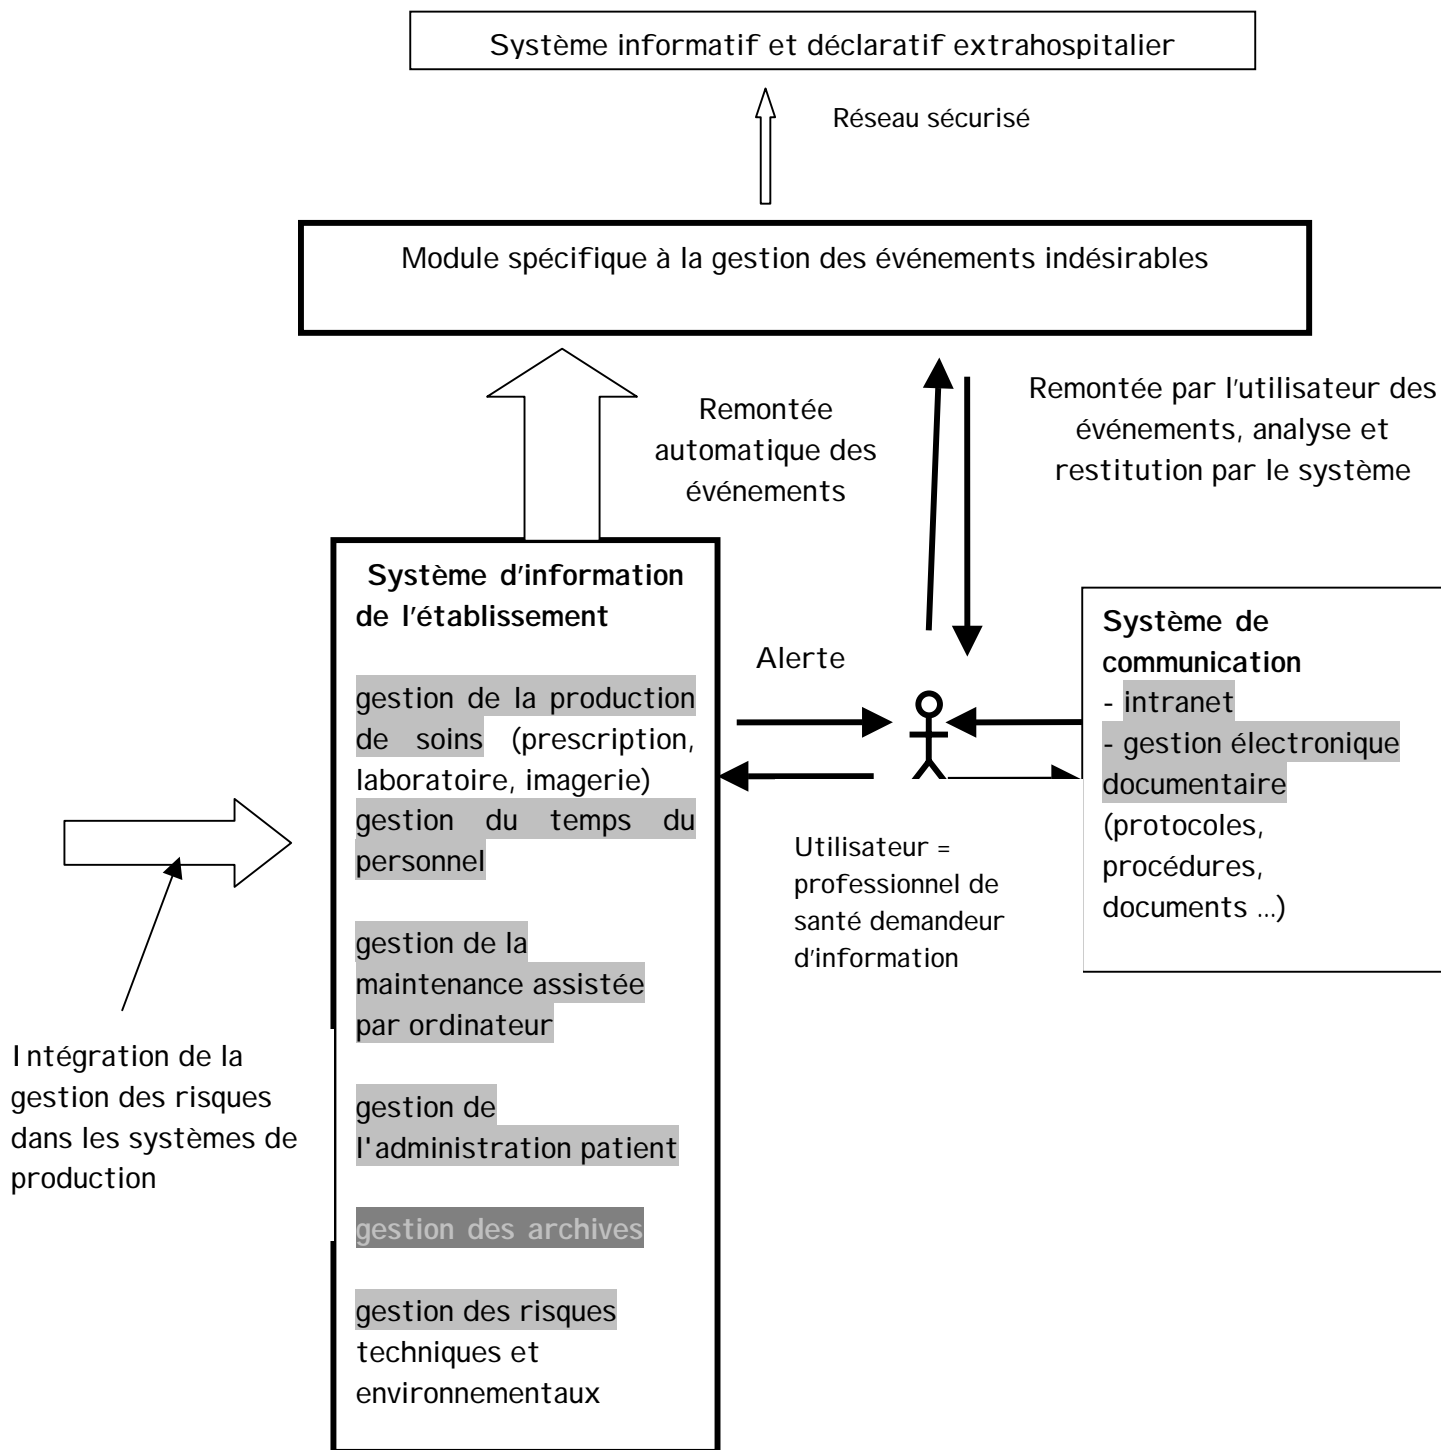 Système informatif et déclaratif extrahospitalier
Réseau sécurisé
Module spécifique à la gestion des événements indésirables
Remontée
automatique des
événements
Remontée par l'utilisateur des
événements, analyse et
restitution par le système
Système d'information
de l'établissement
gestion de la production
de soins (prescription,
laboratoire, imagerie)
gestion du temps du
personnel
gestion de la
maintenance assistée
par ordinateur
gestion de
l'administration patient
gestion des archives
gestion des risques
techniques et
environnementaux
Alerte
Utilisateur =
professionnel de
santé demandeur
d'information
Système de
communication
- intranet
- gestion électronique
documentaire
(protocoles,
procédures,
documents ...)
Intégration de la
gestion des risques
dans les systèmes de
production